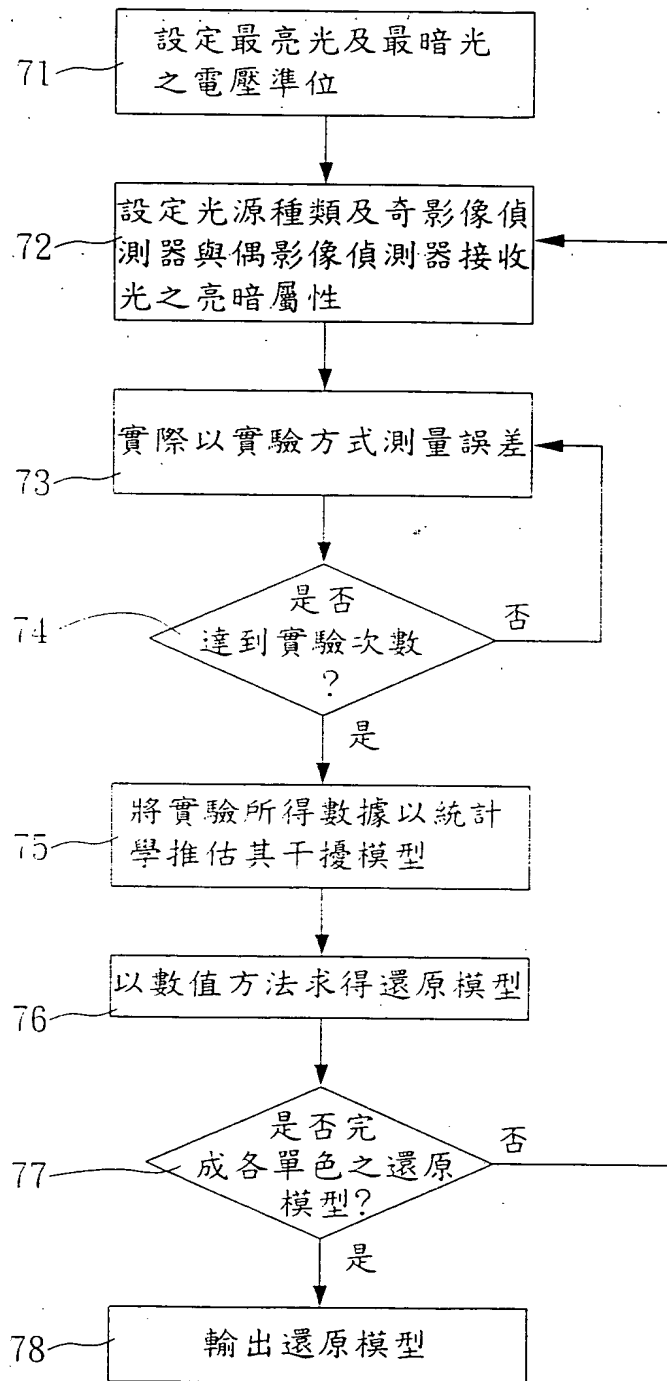 設定最亮光及最暗光
之電壓準位
71
設定光源種類及奇影像偵
測器與偶影像偵測器接收
光之亮暗屬性
72
實際以實驗方式測量誤差
73
是否
達到實驗次數
?
74
否
是
將實驗所得數據以統計
學推估其干擾模型
75
以數值方法求得還原模型
76
是否完
成各單色之還原
模型?
77
否
是
輸出還原模型
78